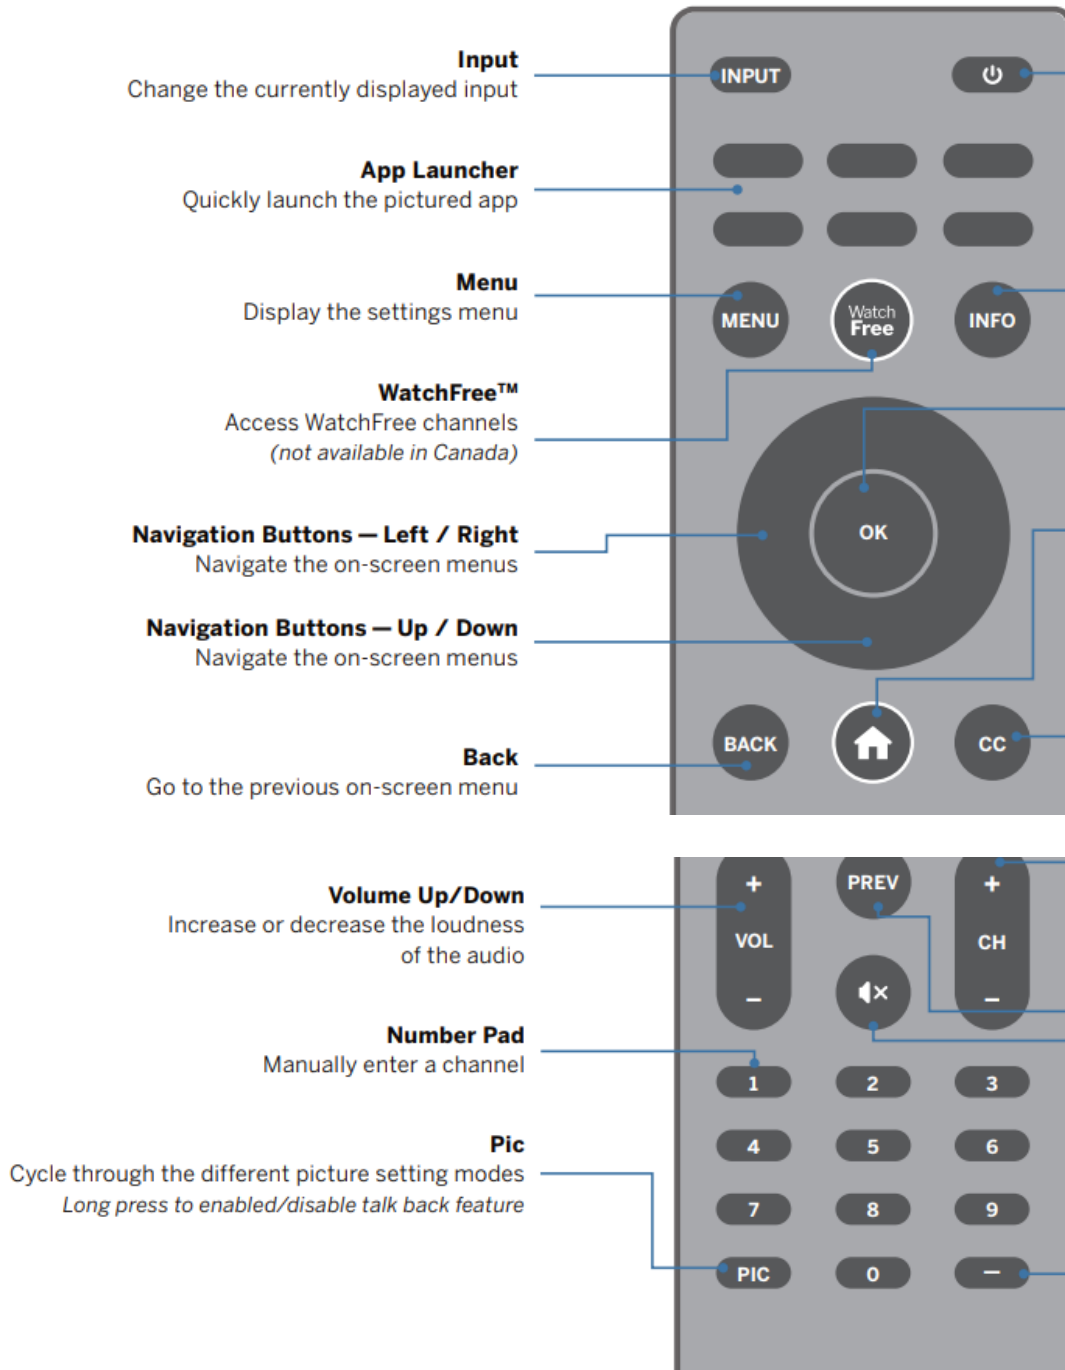 Input
Change the currently displayed input
INPUT
App Launcher
Quickly launch the pictured app
Menu
Display the settings menu
MENU
Watch
Free
INFO
WatchFree™
Access WatchFree channels
(not available in Canada)
Navigation Buttons — Left / Right
Navigate the on-screen menus
OK
Navigation Buttons — Up / Down
Navigate the on-screen menus
Back
Go to the previous on-screen menu
BACK
CC
Volume Up/Down
Increase or decrease the loudness
of the audio
+
VOL
–
PREV
+
CH
–
Number Pad
Manually enter a channel
1 2 3
4 5 6
7 8 9
Pic
Cycle through the different picture setting modes
Long press to enabled/disable talk back feature
PIC 0 —